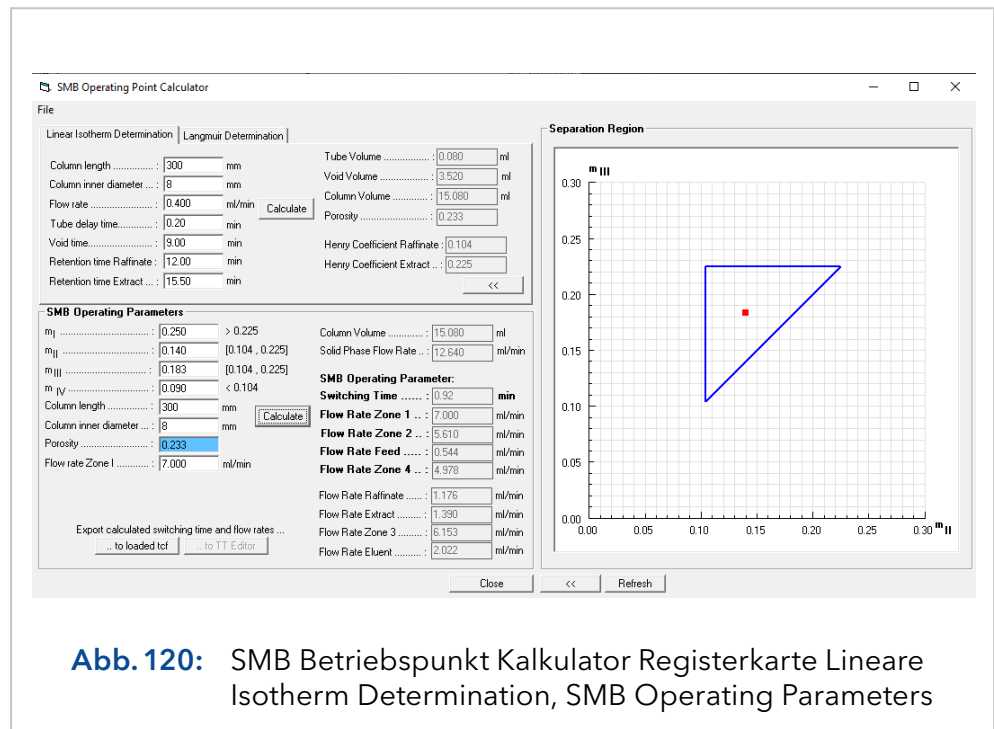 SMB Operating Point Calculator
File
Linear Isotherm Determination
Langmuir Determination
Column length ............... : 300 mm
Column inner diameter ... : 8 mm
Flow rate ...................... : 0.400 ml/min
Tube delay time............. : 0.20 min
Void time........................ : 9.00 min
Retention time Raffinate : 12.00 min
Retention time Extract ... : 15.50 min
Calculate
Tube Volume ................. : 0.080 ml
Void Volume .................. : 3.520 ml
Column Volume ............. : 15.080 ml
Porosity ......................... : 0.233
Henry Coefficient Raffinate : 0.104
Henry Coefficient Extract .. : 0.225
<<
SMB Operating Parameters
m I ................................ : 0.250 > 0.225
m II ............................... : 0.140 [0.104 , 0.225]
m III .............................. : 0.183 [0.104 , 0.225]
m IV .............................. : 0.090 < 0.104
Column length ............... : 300 mm
Column inner diameter ... : 8 mm
Porosity ......................... : 0.233
Flow rate Zone I ............ : 7.000 ml/min
Calculate
Export calculated switching time and flow rates ...
.. to loaded tcf
.. to TT Editor
Column Volume ............. : 15.080 ml
Solid Phase Flow Rate .. : 12.640 ml/min
SMB Operating Parameter:
Switching Time ...... : 0.92 min
Flow Rate Zone 1 .. : 7.000 ml/min
Flow Rate Zone 2 .. : 5.610 ml/min
Flow Rate Feed ..... : 0.544 ml/min
Flow Rate Zone 4 .. : 4.978 ml/min
Flow Rate Raffinate ...... : 1.176 ml/min
Flow Rate Extract .......... : 1.390 ml/min
Flow Rate Zone 3 ......... : 6.153 ml/min
Flow Rate Eluent .......... : 2.022 ml/min
Separation Region
m III
0.30
0.25
0.20
0.15
0.10
0.05
0.00
0.00 0.05 0.10 0.15 0.20 0.25 0.30 m II
Close
<<
Refresh
Abb. 120: SMB Betriebspunkt Kalkulator Registerkarte Lineare
Isotherm Determination, SMB Operating Parameters